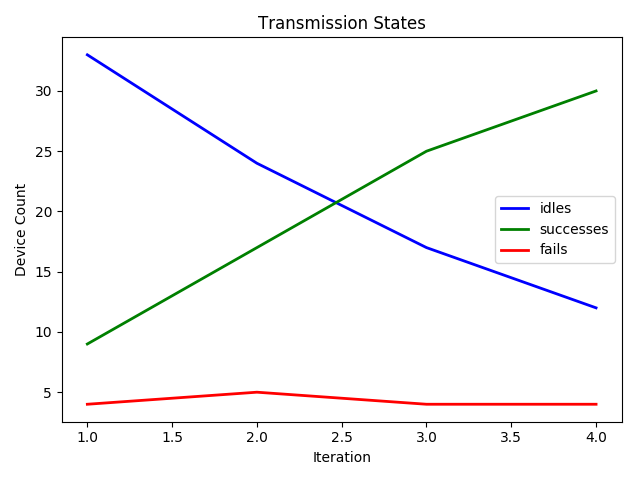 Transmission States
Device Count
30
25
20
15
10
5
idles
successes
fails
1.0 1.5 2.0 2.5 3.0 3.5 4.0
Iteration